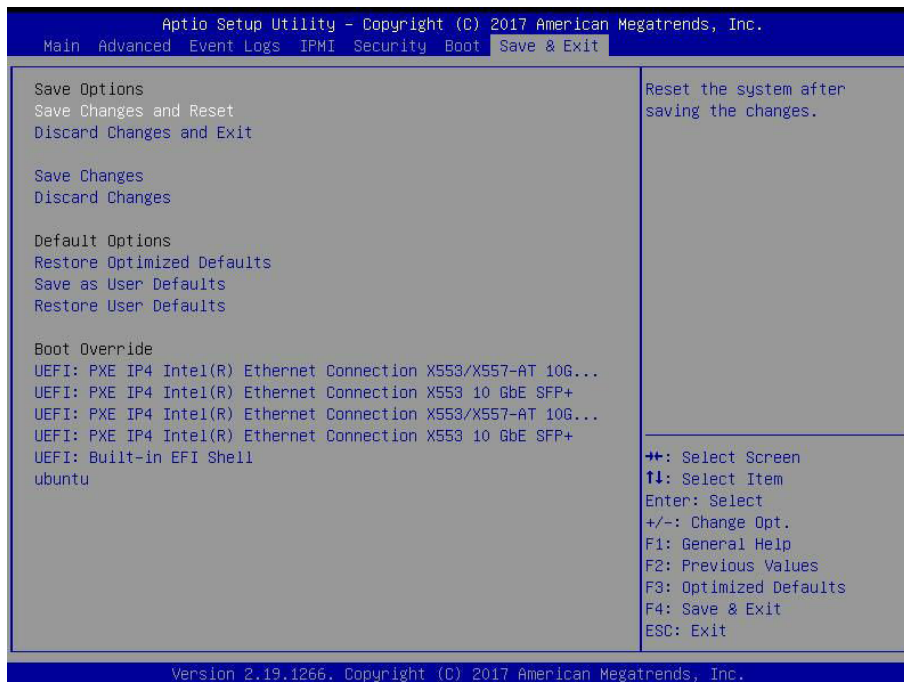 Aptio Setup Utility – Copyright (C) 2017 American Megatrends, Inc.
Main Advanced Event Logs IPMI Security Boot Save & Exit
Save Options
Save Changes and Reset
Discard Changes and Exit
Save Changes
Discard Changes
Default Options
Restore Optimized Defaults
Save as User Defaults
Restore User Defaults
Boot Override
UEFI: PXE IP4 Intel(R) Ethernet Connection X553/X557-AT 10G...
UEFI: PXE IP4 Intel(R) Ethernet Connection X553 10 GbE SFP+
UEFI: PXE IP4 Intel(R) Ethernet Connection X553/X557-AT 10G...
UEFI: PXE IP4 Intel(R) Ethernet Connection X553 10 GbE SFP+
UEFI: Built-in EFI Shell
ubuntu
Reset the system after
saving the changes.
→←: Select Screen
↑↓: Select Item
Enter: Select
+/-: Change Opt.
F1: General Help
F2: Previous Values
F3: Optimized Defaults
F4: Save & Exit
ESC: Exit
Version 2.19.1266. Copyright (C) 2017 American Megatrends, Inc.